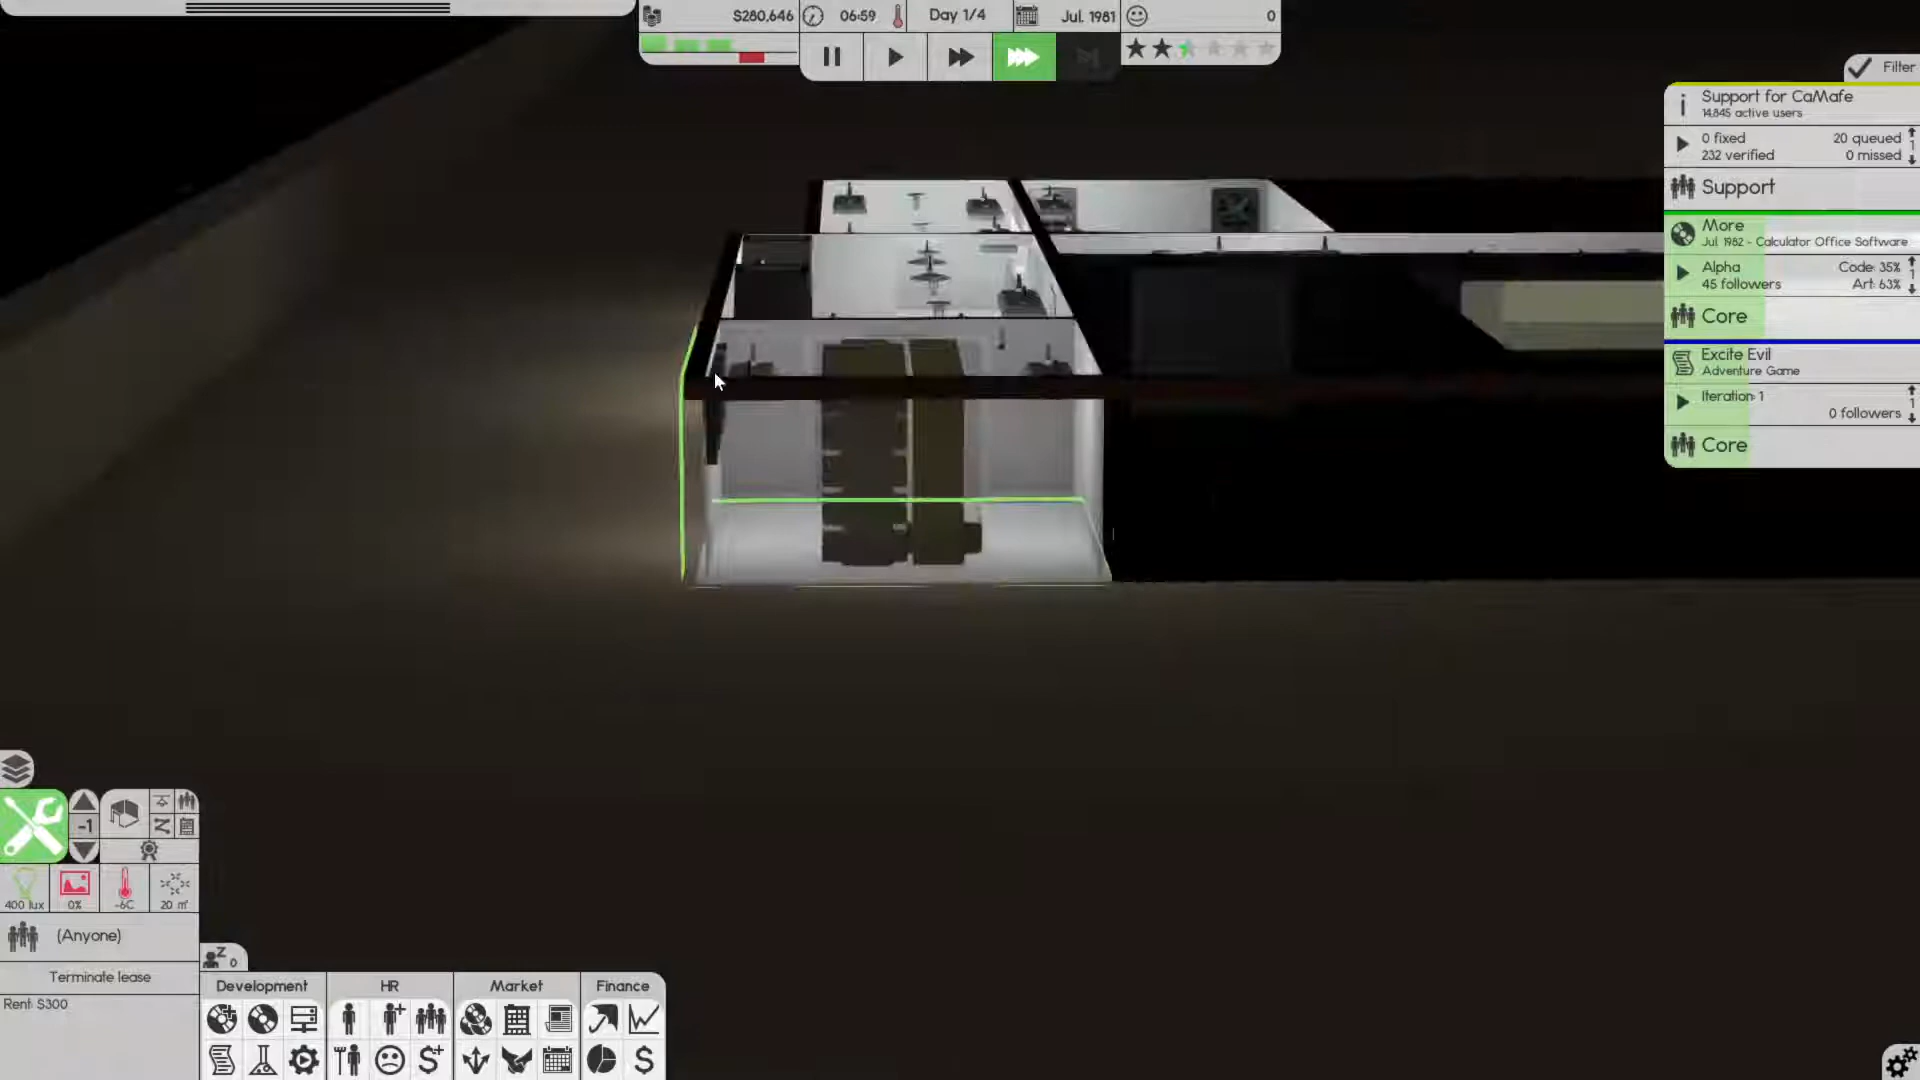 $280,646
06:59
Day 1/4
Jul. 1981
0
Filter
Support for CaMafe
14,845 active users
0 fixed
20 queued
232 verified
0 missed
1
Support
More
Jul. 1982 - Calculator Office Software
Alpha
Code: 35%
45 followers
Art: 63%
1
Core
Excite Evil
Adventure Game
Iteration: 1
0 followers
1
Core
-1
400 lux
0%
-6C
20 m²
(Anyone)
Terminate lease
Rent: $300
Z
0
Development
HR
Market
Finance